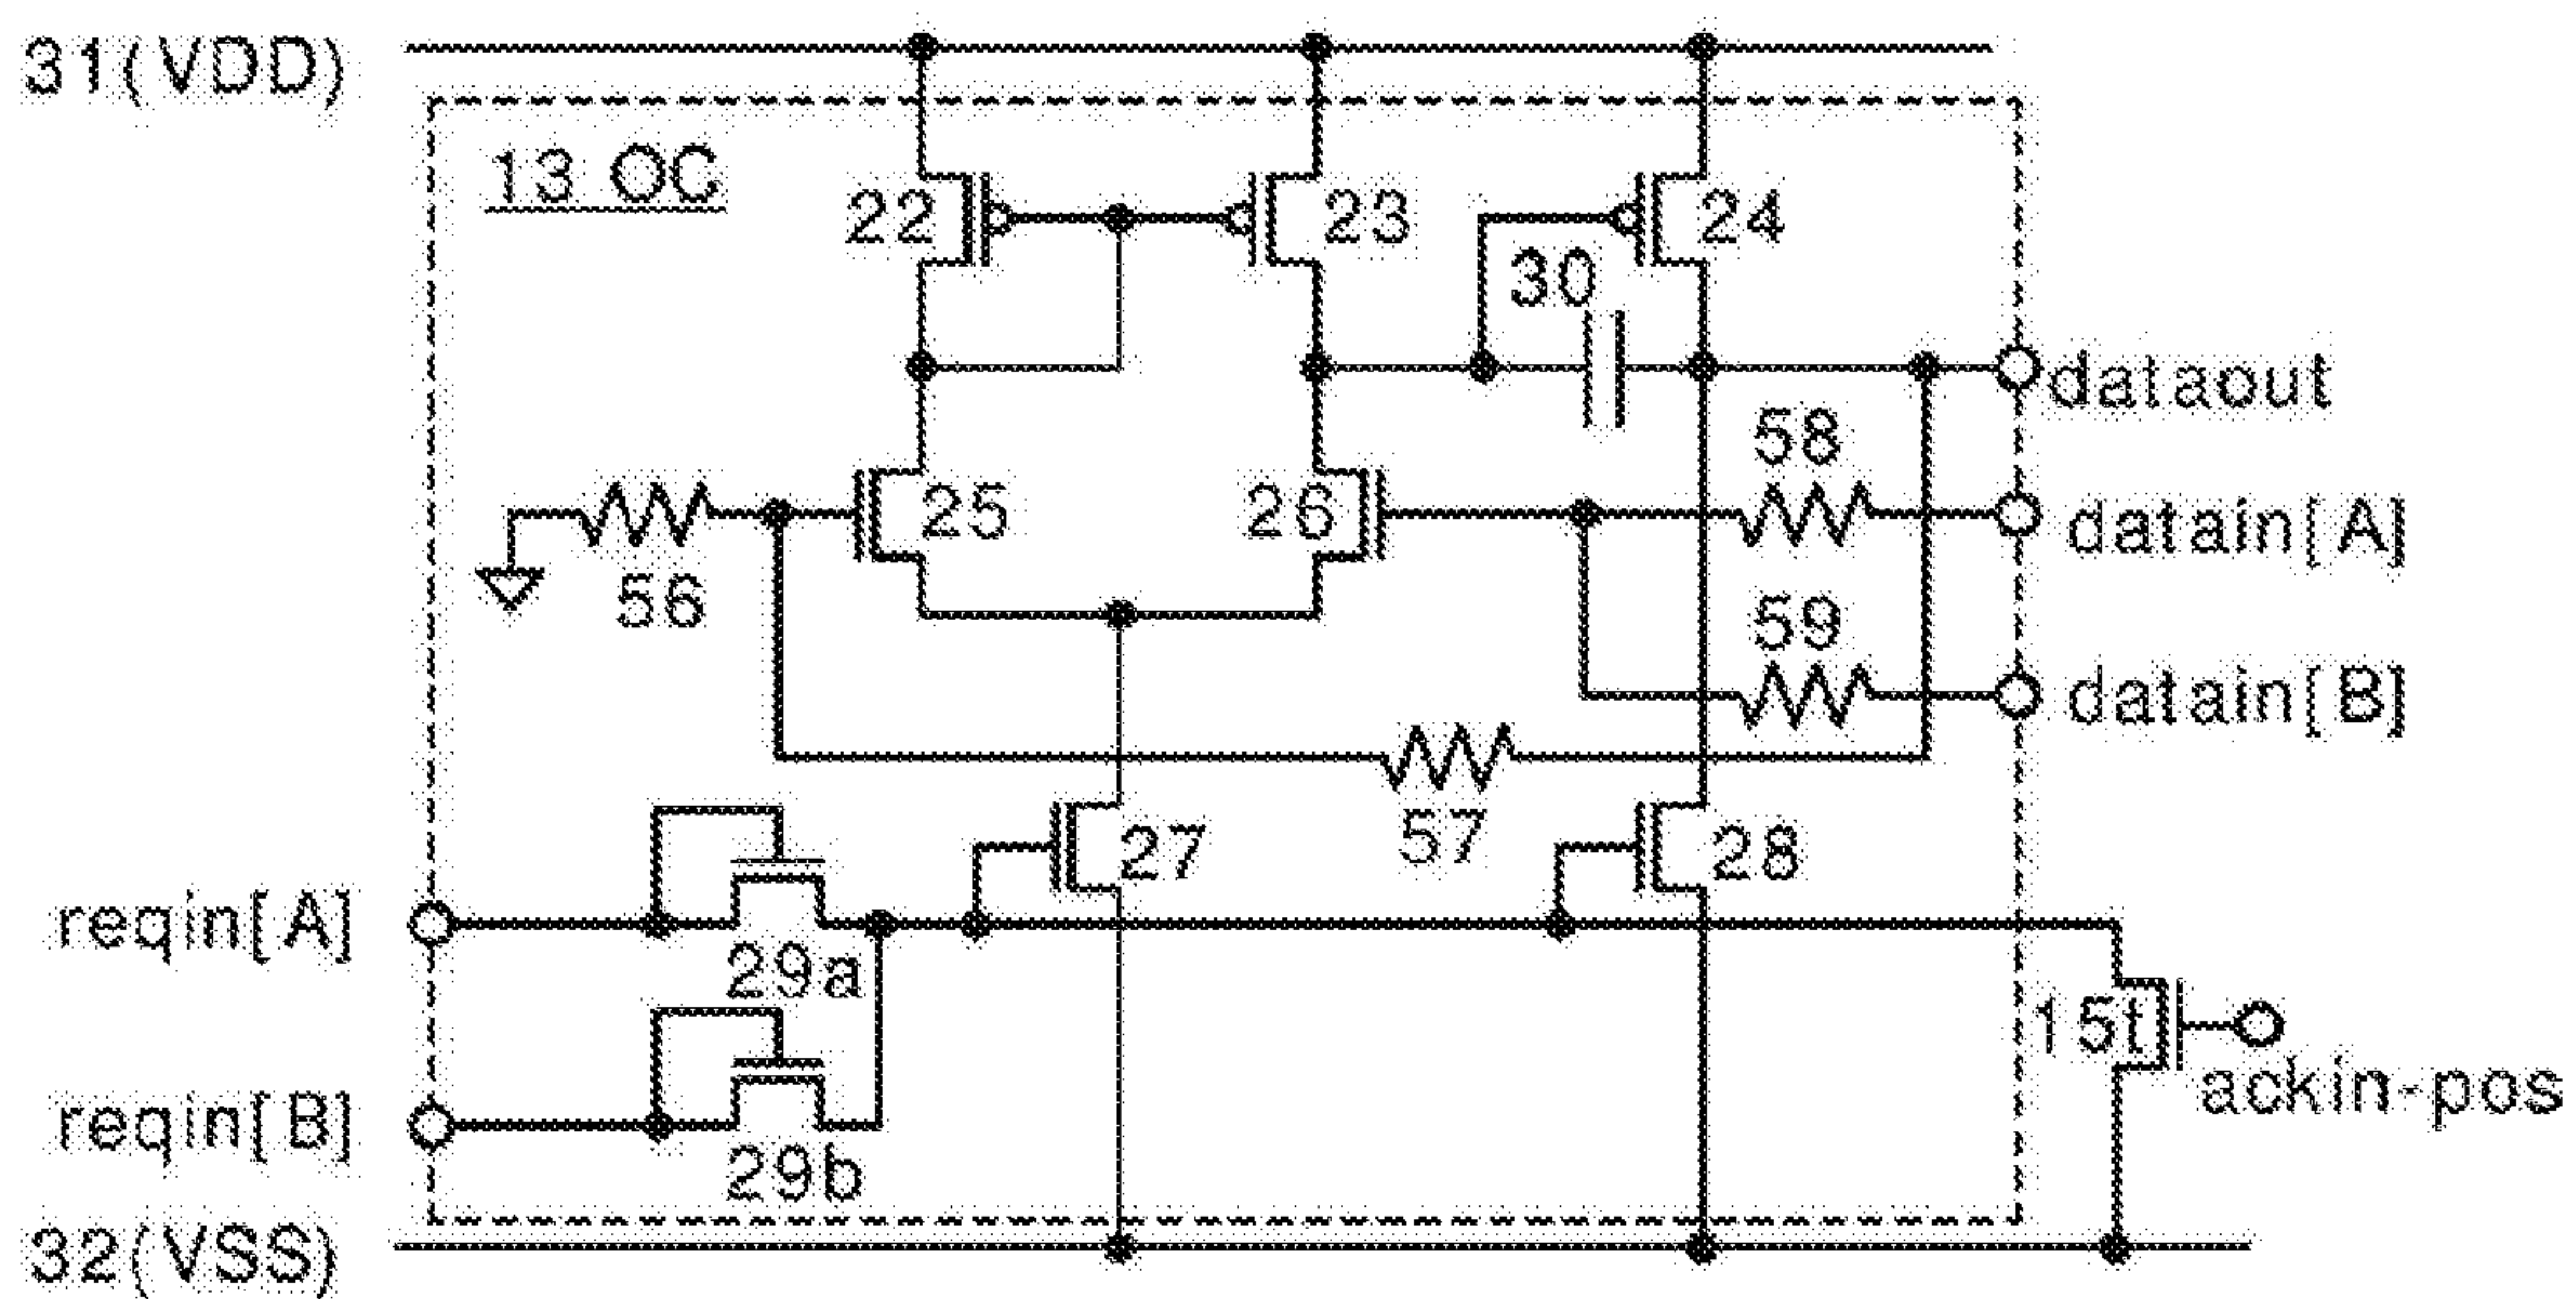 31(VDD)
13 OC
22
23
24
30
dataout
58
25
26
datain[A]
56
59
datain[B]
57
27
28
reqin[A]
29a
15t
ackin-pos
reqin[B]
29b
32(VSS)